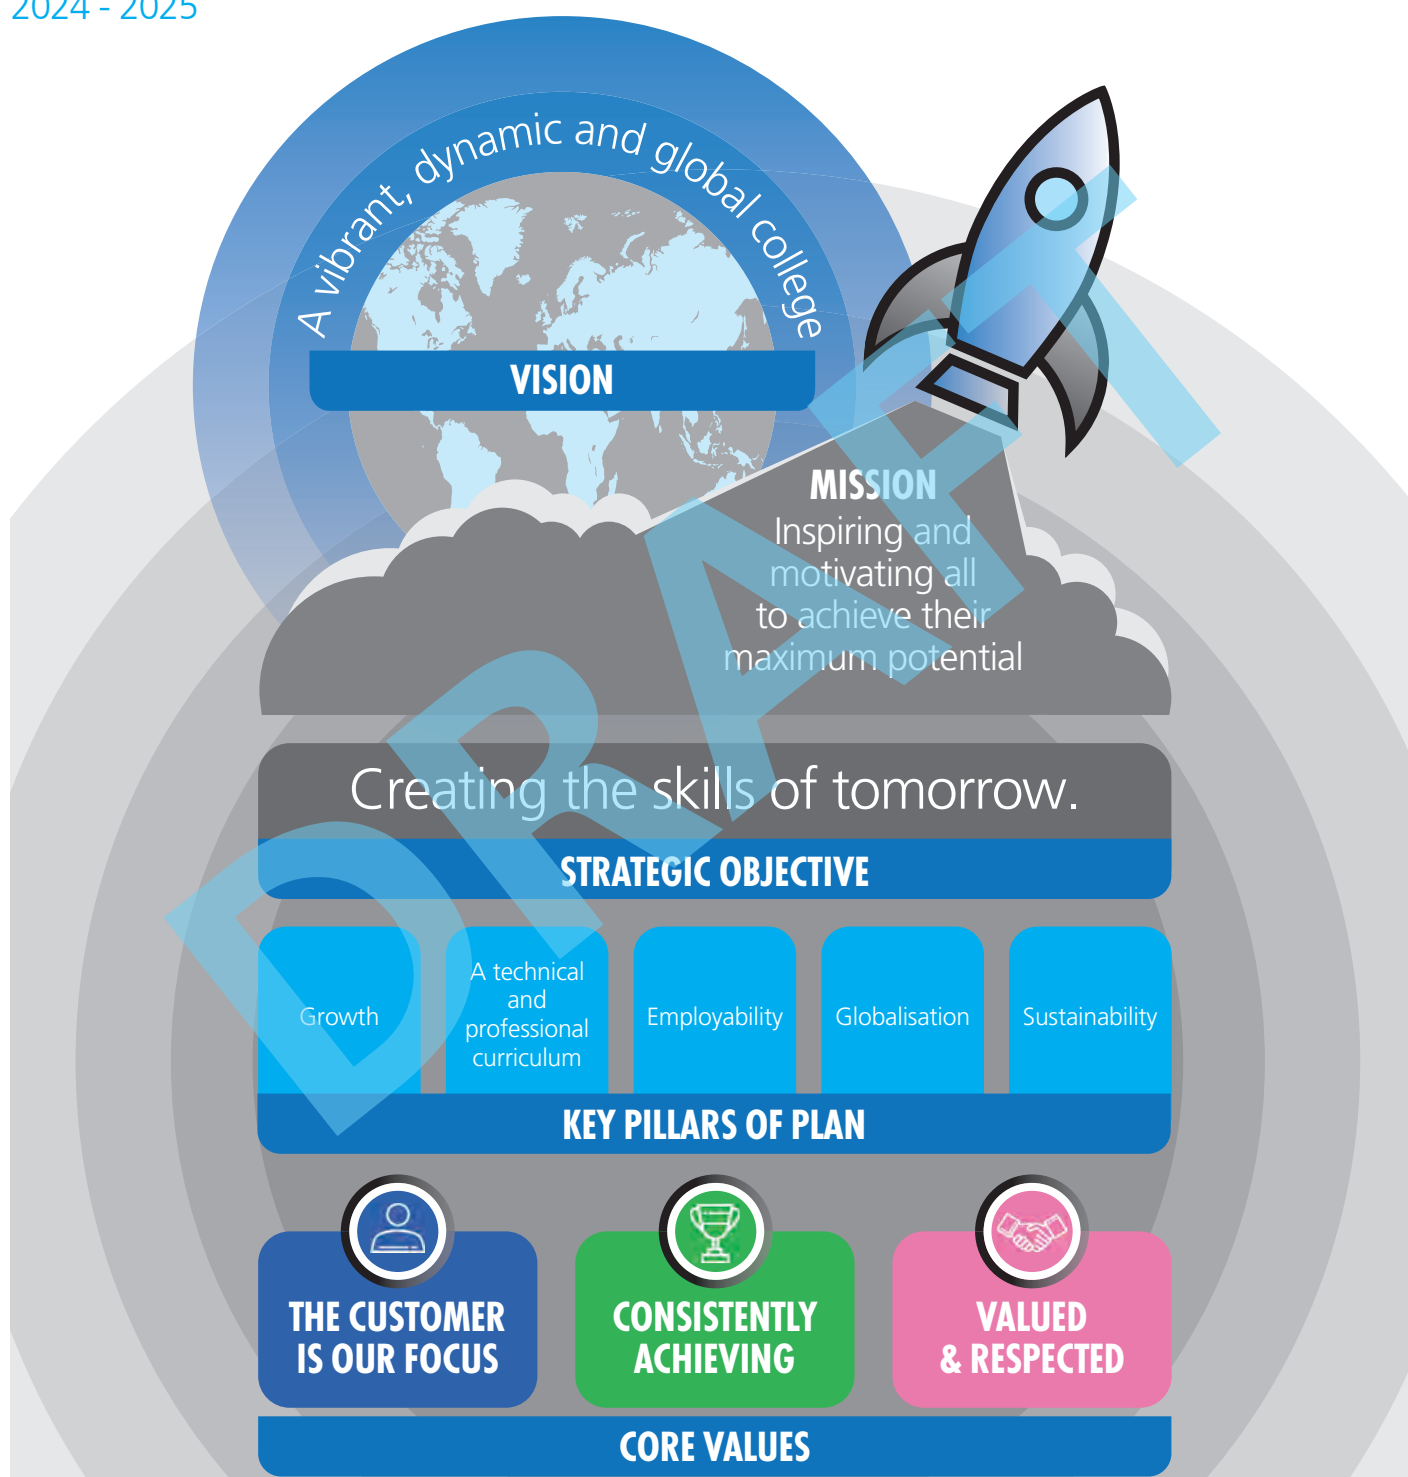 2024 - 2025
A vibrant, dynamic and global college
VISION
MISSION
Inspiring and
motivating all
to achieve their
maximum potential
Creating the skills of tomorrow.
STRATEGIC OBJECTIVE
Growth
A technical
and
professional
curriculum
Employability
Globalisation
Sustainability
KEY PILLARS OF PLAN
THE CUSTOMER
IS OUR FOCUS
CONSISTENTLY
ACHIEVING
VALUED
& RESPECTED
CORE VALUES
DRAFT